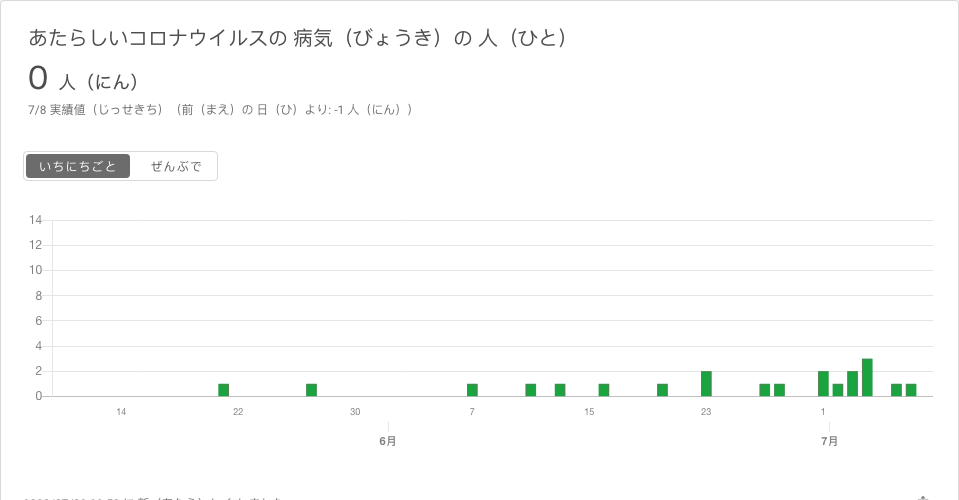 あたらしいコロナウイルスの 病気（びょうき）の 人（ひと）
0 人（にん）
7/8 実績値（じっせきち）（前（まえ）の 日（ひ）より: -1 人（にん））
いちにちごと ぜんぶで
14
12
10
8
6
4
2
0
14 22 30 7 15 23 1
6月 7月